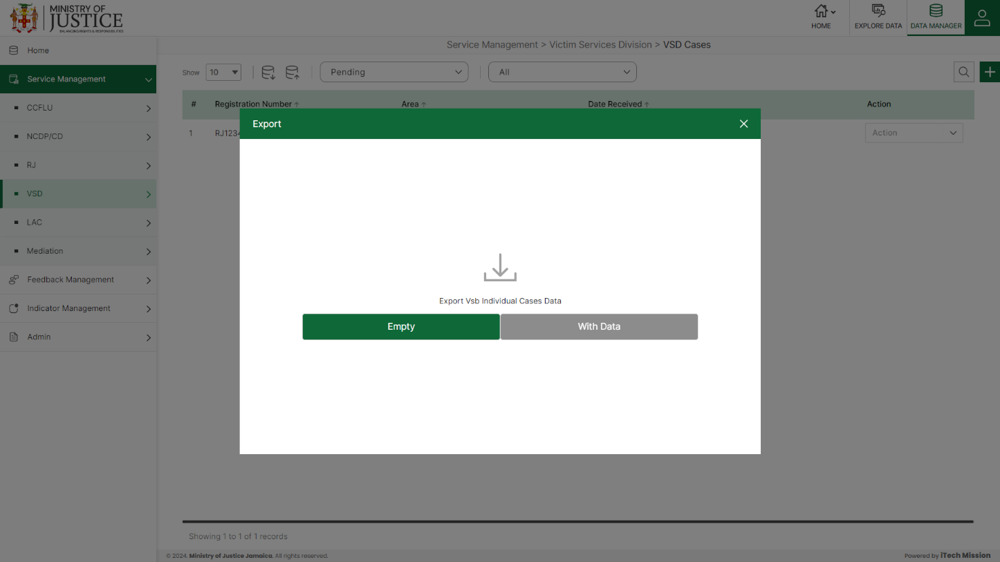 MINISTRY OF
JUSTICE
BALANCING RIGHTS & RESPONSIBILITIES
HOME
EXPLORE DATA
DATA MANAGER
Home
Service Management
CCFLU
NCDP/CD
RJ
VSD
LAC
Mediation
Feedback Management
Indicator Management
Admin
Service Management > Victim Services Division > VSD Cases
Show 10 Pending All
# Registration Number Area Date Received Action
1 RJ1234 Action
Export
Export Vsb Individual Cases Data
Empty With Data
Showing 1 to 1 of 1 records
© 2024. Ministry of Justice Jamaica. All rights reserved.
Powered by iTech Mission